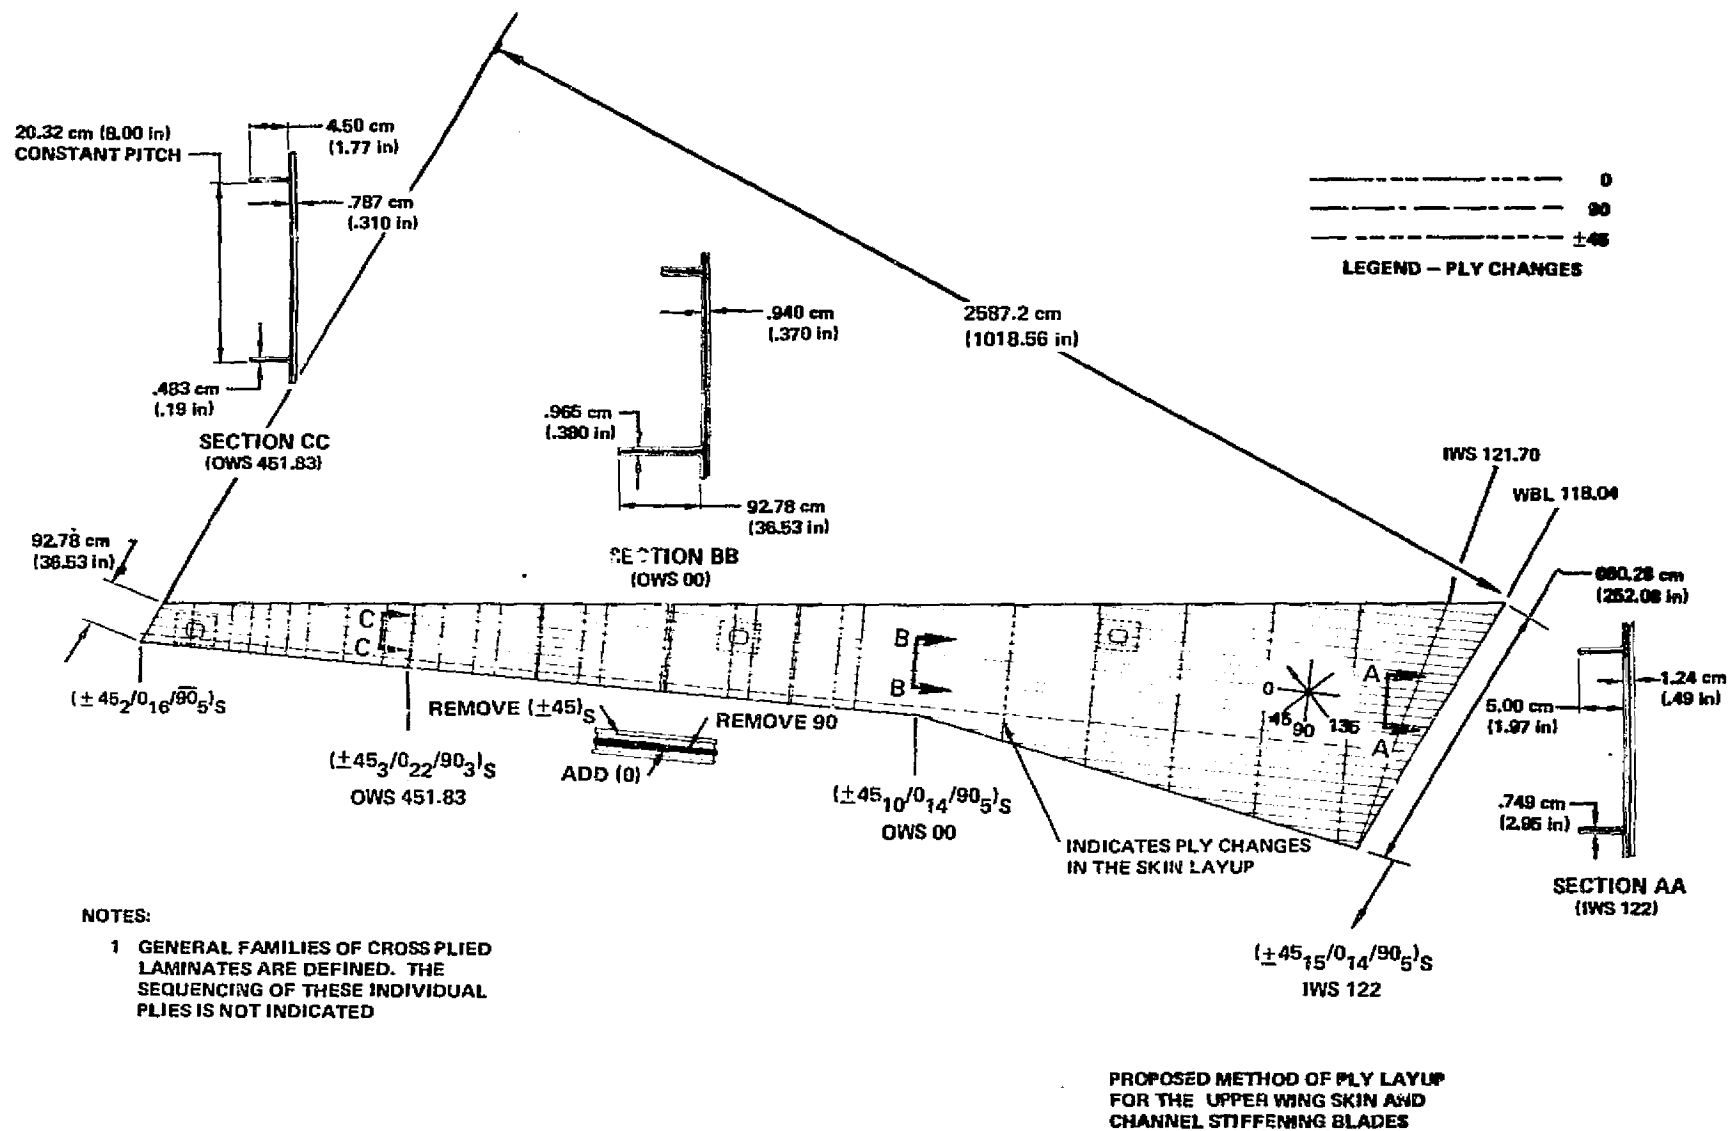 20.32 cm (8.00 in)
CONSTANT PITCH
4.50 cm
(1.77 in)
.787 cm
(.310 in)
.483 cm
(.19 in)
SECTION CC
(OWS 451.83)
.940 cm
(.370 in)
.965 cm
(.380 in)
92.78 cm
(36.53 in)
SECTION BB
(OWS 00)
2587.2 cm
(1018.56 in)
0
90
±45
LEGEND – PLY CHANGES
IWS 121.70
WBL 118.04
92.78 cm
(36.53 in)
(252.08 in)
C
C
B
B
A
A
0
45
90
135
1.24 cm
(.49 in)
5.00 cm
(1.97 in)
.749 cm
(2.95 in)
SECTION AA
(IWS 122)
(±45₂/0₁₆/9̅0̅₅)S
REMOVE (±45)S
REMOVE 90
ADD (0)
(±45₃/0₂₂/90₃)S
OWS 451.83
(±45₁₀/0₁₄/90₅)S
OWS 00
INDICATES PLY CHANGES
IN THE SKIN LAYUP
(±45₁₅/0₁₄/90₅)S
IWS 122
NOTES:
1 GENERAL FAMILIES OF CROSS PLIED
LAMINATES ARE DEFINED. THE
SEQUENCING OF THESE INDIVIDUAL
PLIES IS NOT INDICATED
PROPOSED METHOD OF PLY LAYUP
FOR THE UPPER WING SKIN AND
CHANNEL STIFFENING BLADES